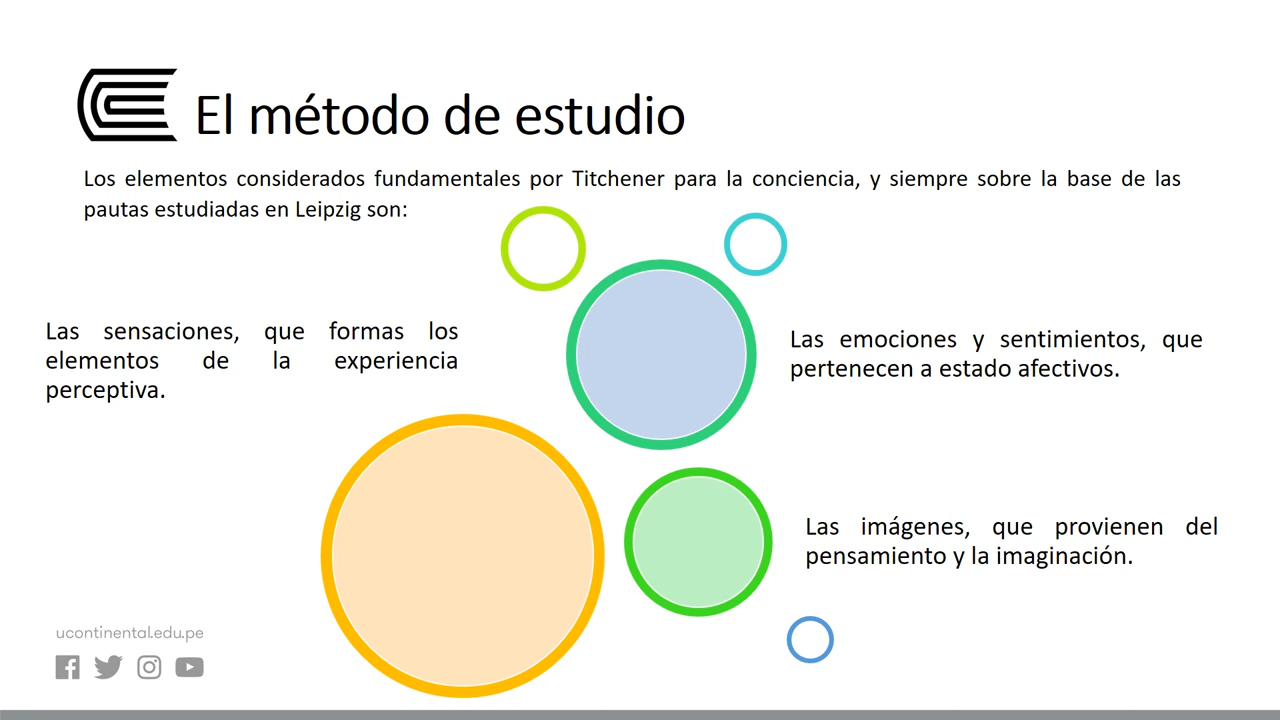 El método de estudio
Los elementos considerados fundamentales por Titchener para la conciencia, y siempre sobre la base de las
pautas estudiadas en Leipzig son:
Las sensaciones, que formas los
elementos de la experiencia
perceptiva.
Las emociones y sentimientos, que
pertenecen a estado afectivos.
Las imágenes, que provienen del
pensamiento y la imaginación.
ucontinental.edu.pe